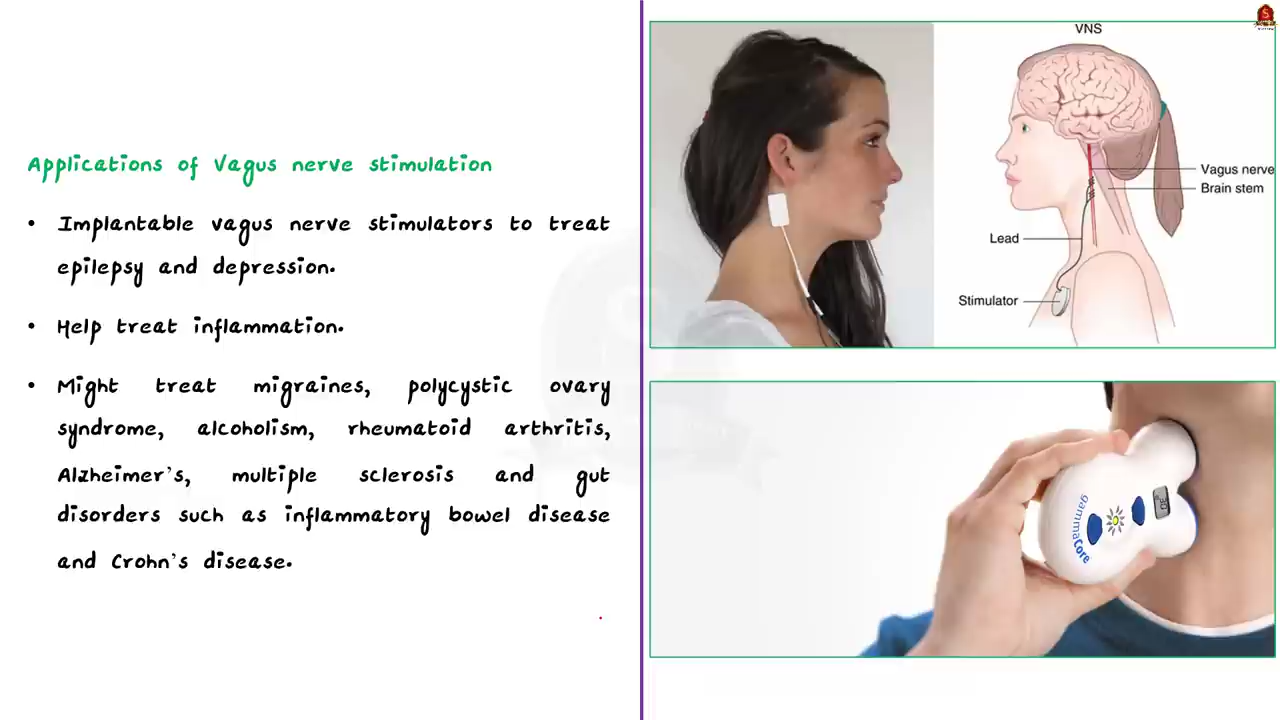 Applications of Vagus nerve stimulation
• Implantable vagus nerve stimulators to treat
epilepsy and depression.
• Help treat inflammation.
• Might treat migraines, polycystic ovary
syndrome, alcoholism, rheumatoid arthritis,
Alzheimer's, multiple sclerosis and gut
disorders such as inflammatory bowel disease
and Crohn's disease.
VNS
Vagus nerve
Brain stem
Lead
Stimulator
gammaCore